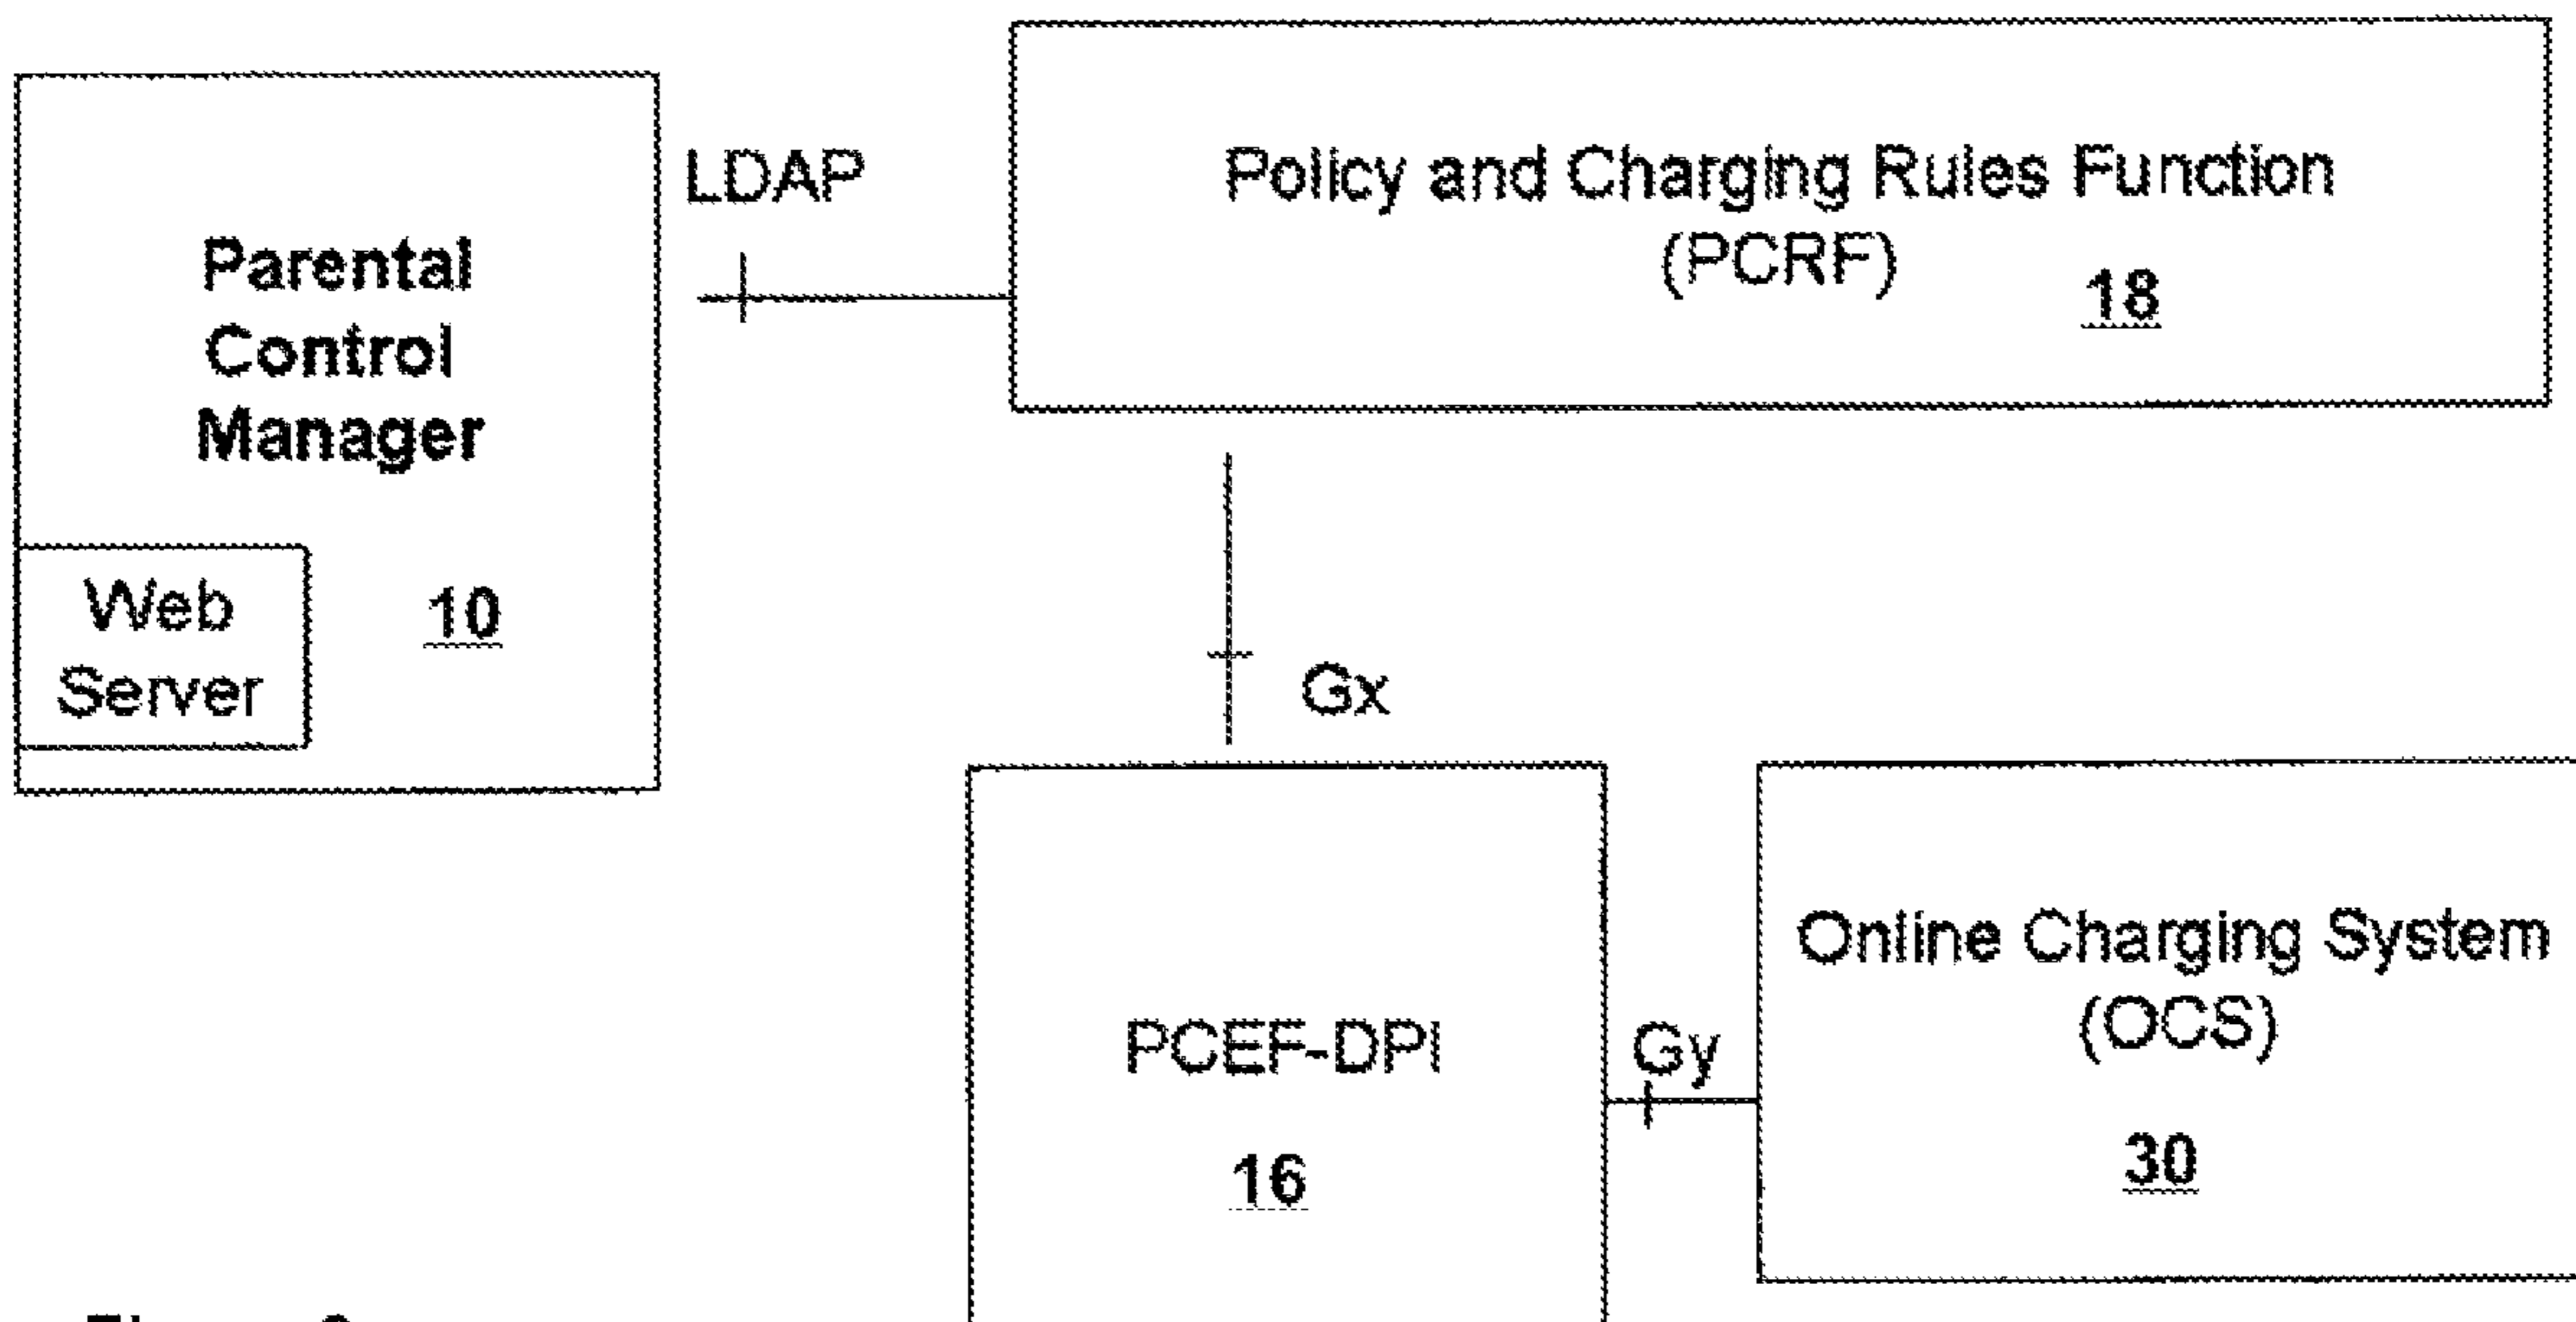 Parental
Control
Manager
Web
Server
10
LDAP
Policy and Charging Rules Function
(PCRF)
18
Gx
PCEF-DPI
16
Gy
Online Charging System
(OCS)
30